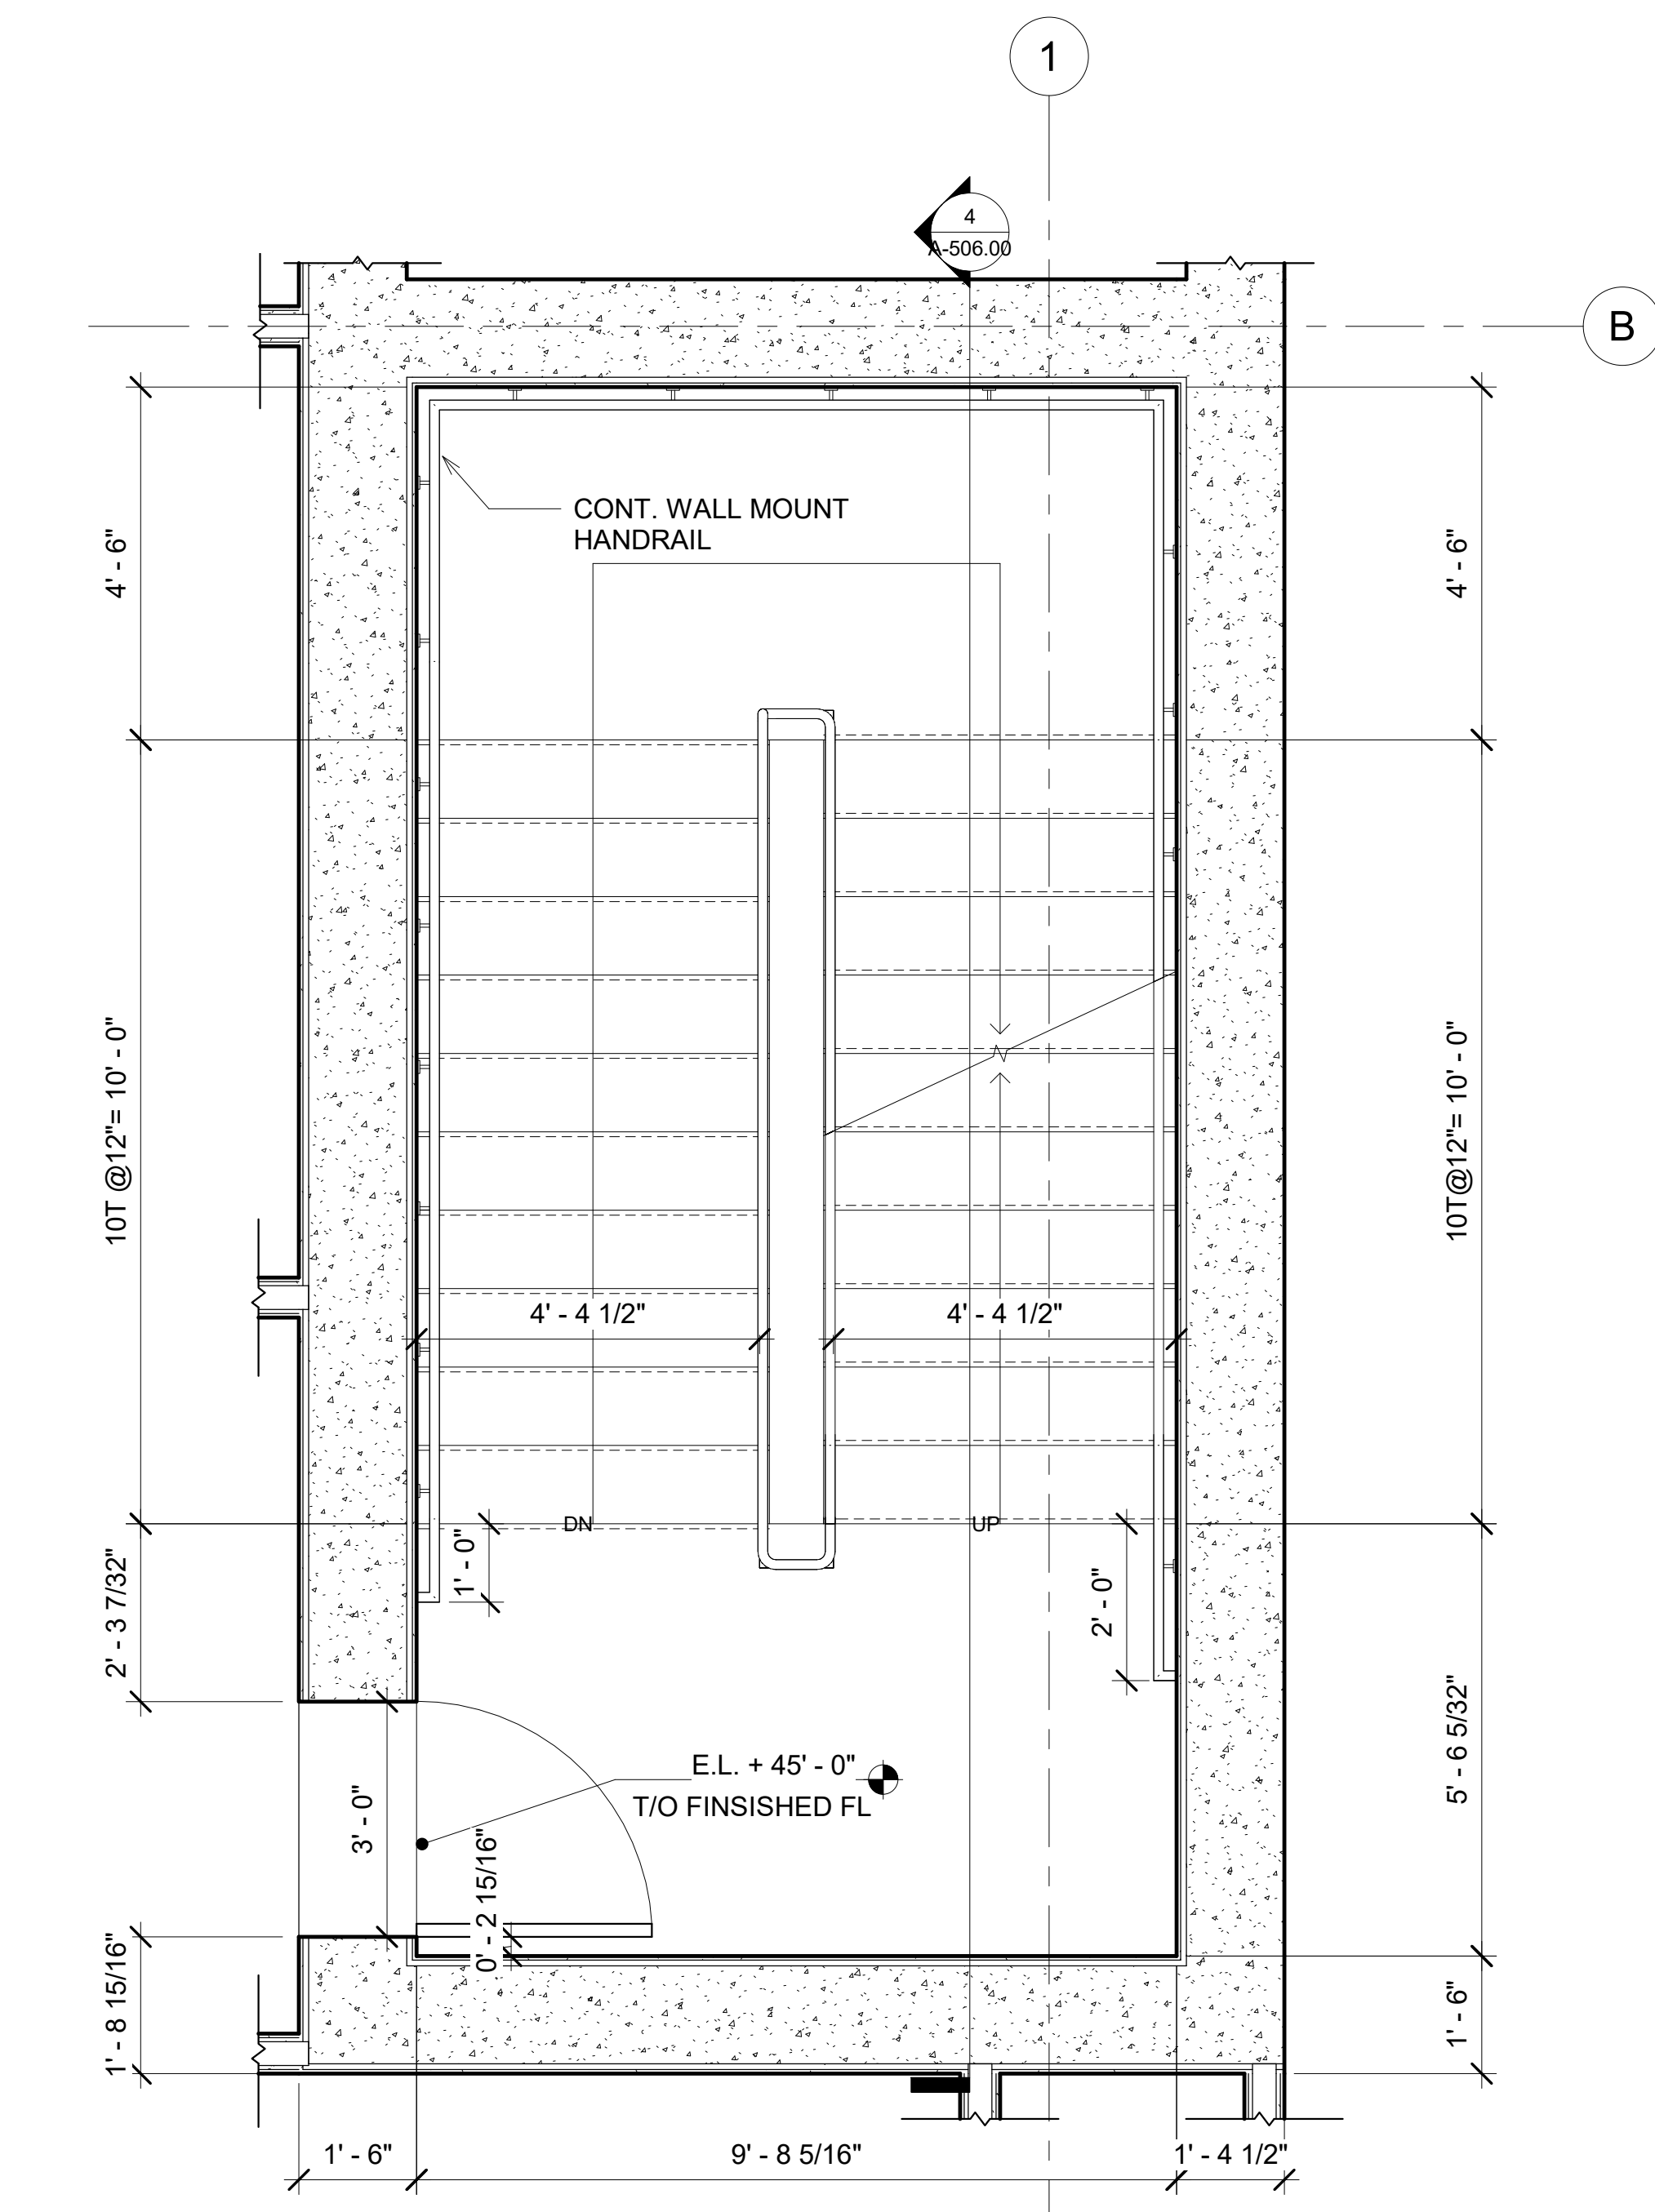 1
4
A-506.00
B
4' - 6"
4' - 6"
CONT. WALL MOUNT
HANDRAIL
10T @12"= 10' - 0"
10T@12"= 10' - 0"
4' - 4 1/2"
4' - 4 1/2"
DN
UP
1' - 0"
2' - 0"
2' - 3 7/32"
5' - 6 5/32"
E.L. + 45' - 0"
T/O FINSISHED FL
3' - 0"
0' - 2 15/16"
1' - 8 15/16"
1' - 6"
1' - 6"
9' - 8 5/16"
1' - 4 1/2"